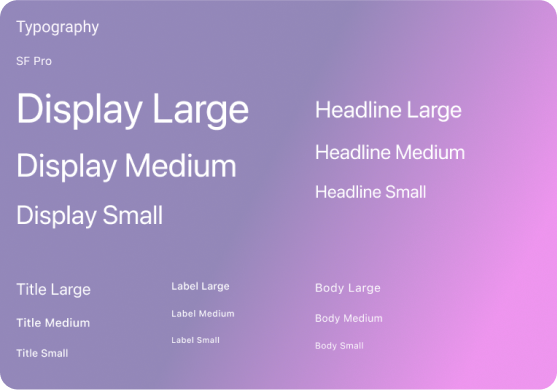 Typography
SF Pro
Display Large
Display Medium
Display Small
Headline Large
Headline Medium
Headline Small
Title Large
Title Medium
Title Small
Label Large
Label Medium
Label Small
Body Large
Body Medium
Body Small